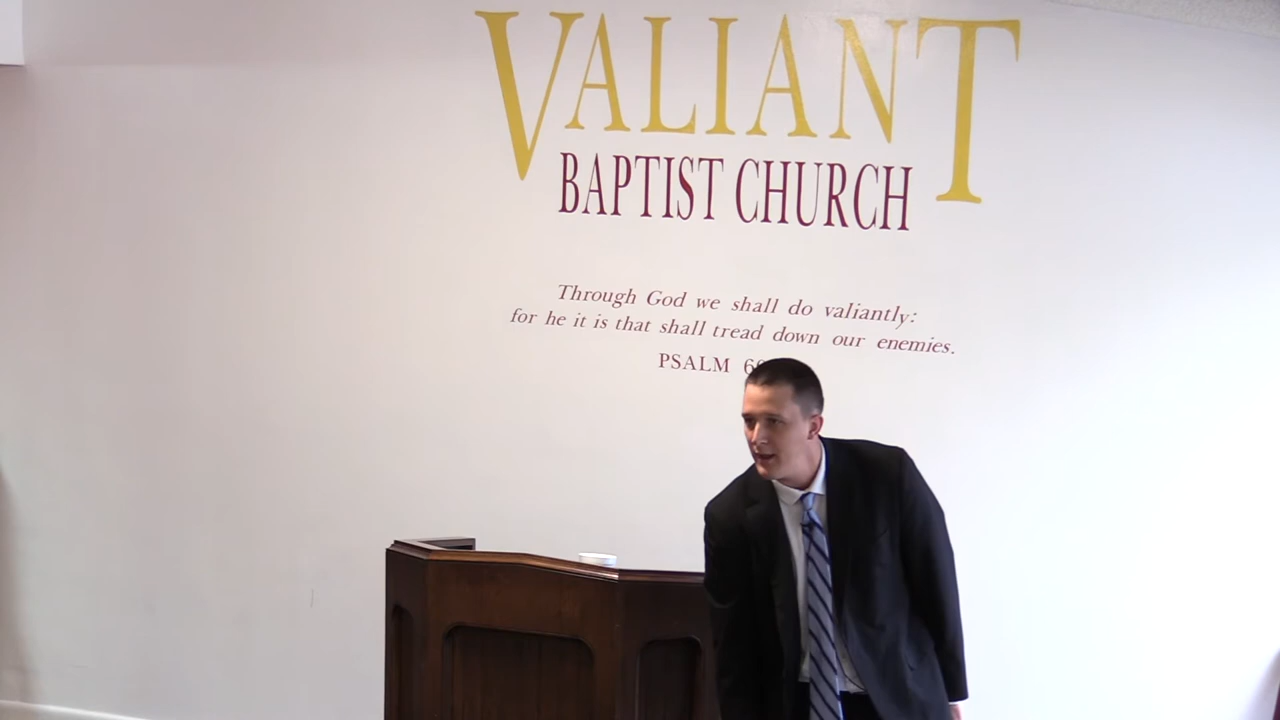 VALIANT
BAPTIST CHURCH
Through God we shall do valiantly:
for he it is that shall tread down our enemies.
PSALM